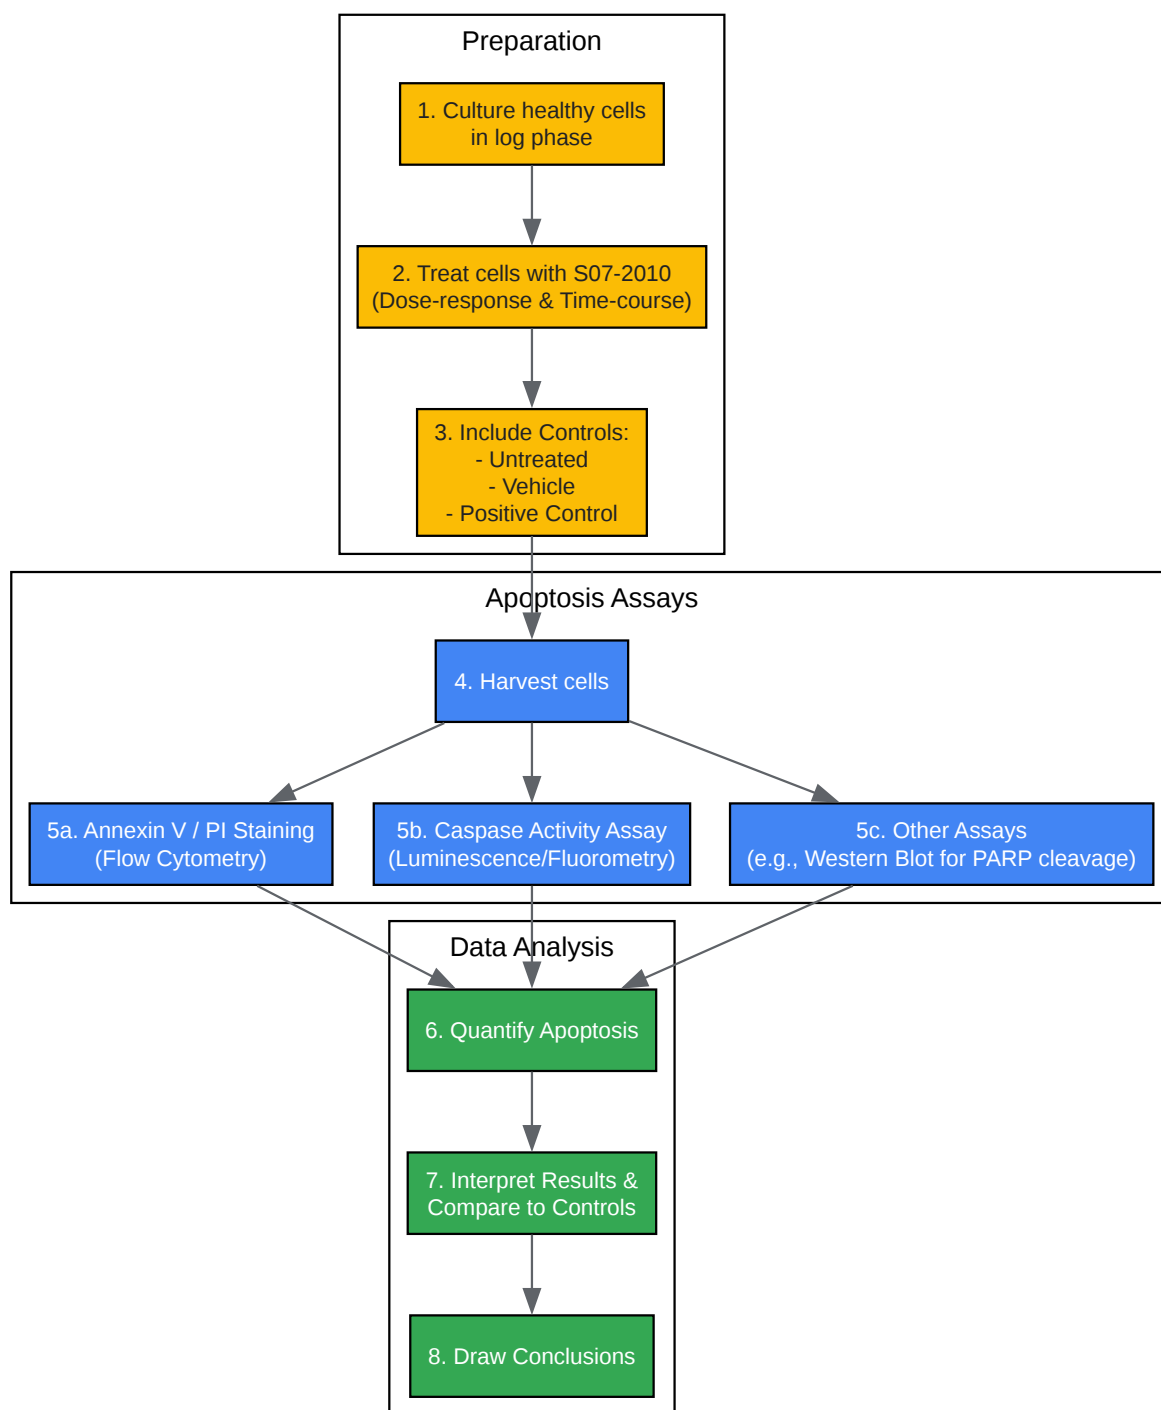 Preparation
1. Culture healthy cells
in log phase
2. Treat cells with S07-2010
(Dose-response & Time-course)
3. Include Controls:
- Untreated
- Vehicle
- Positive Control
Apoptosis Assays
4. Harvest cells
5a. Annexin V / PI Staining
(Flow Cytometry)
5b. Caspase Activity Assay
(Luminescence/Fluorometry)
5c. Other Assays
(e.g., Western Blot for PARP cleavage)
Data Analysis
6. Quantify Apoptosis
7. Interpret Results &
Compare to Controls
8. Draw Conclusions